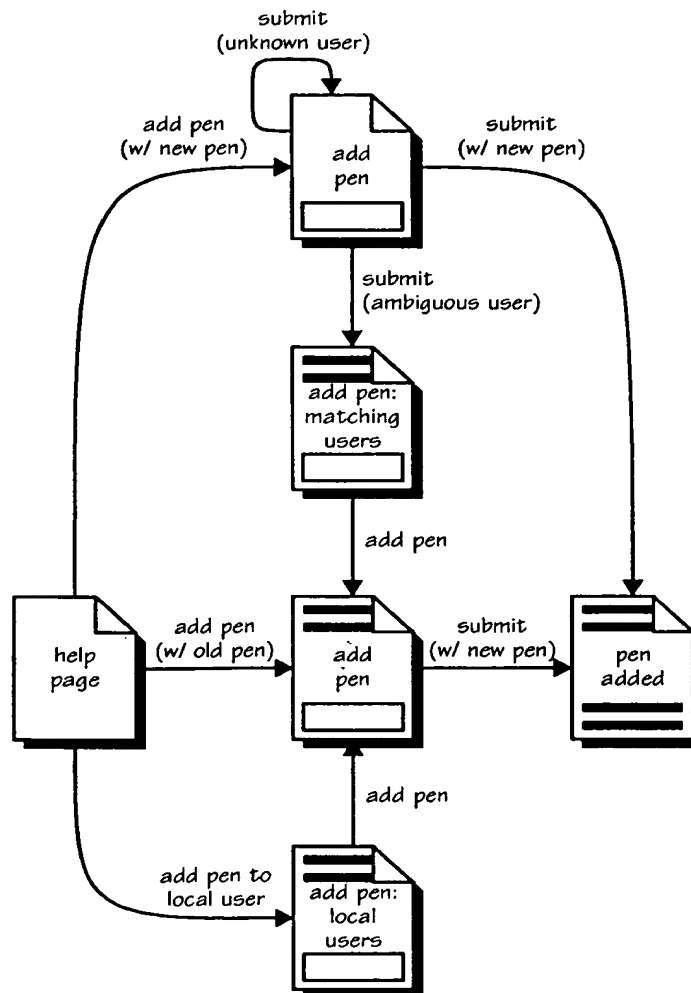 submit
(unknown user)
add pen
(w/ new pen)
submit
(w/ new pen)
add
pen
submit
(ambiguous user)
add pen:
matching
users
add pen
help
page
add pen
(w/ old pen)
add
pen
submit
(w/ new pen)
pen
added
add pen
add pen to
local user
add pen:
local
users